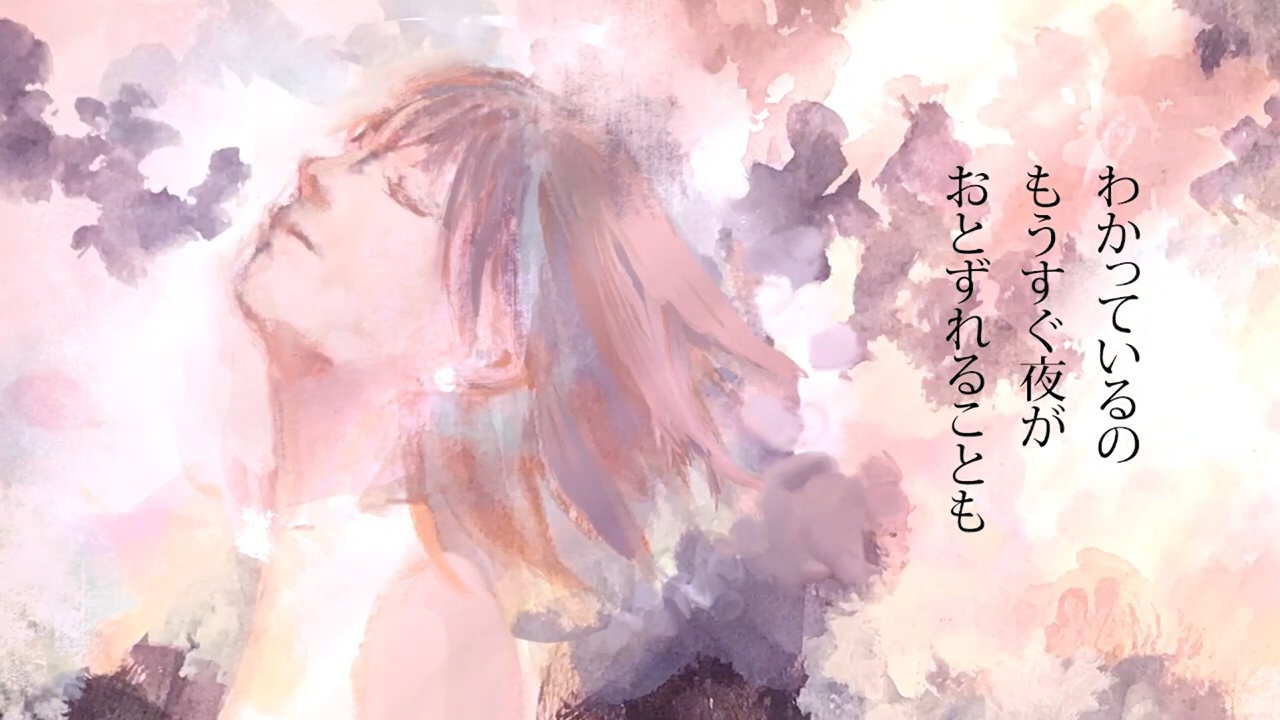 わかっているの
もうすぐ夜が
おとずれることも